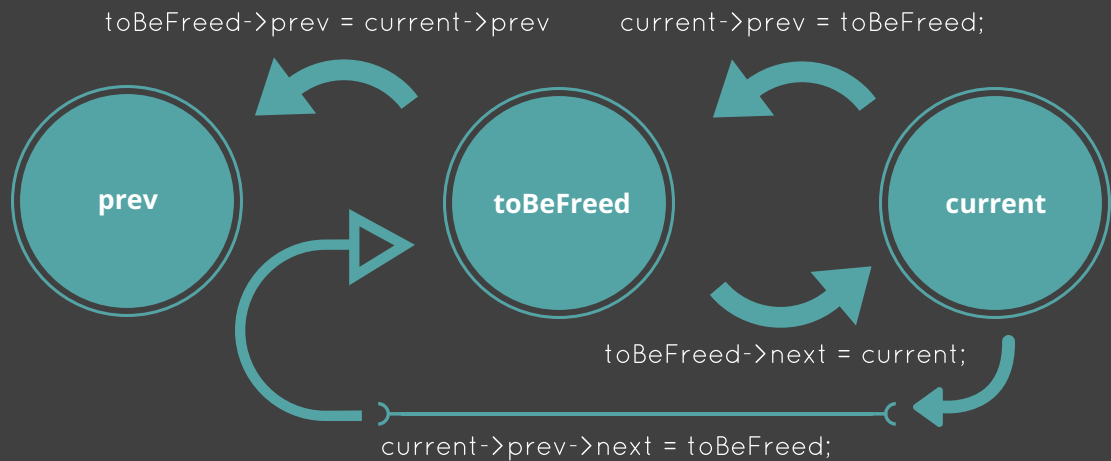 toBeFreed->prev = current->prev
current->prev = toBeFreed;
prev
toBeFreed
current
toBeFreed->next = current;
current->prev->next = toBeFreed;